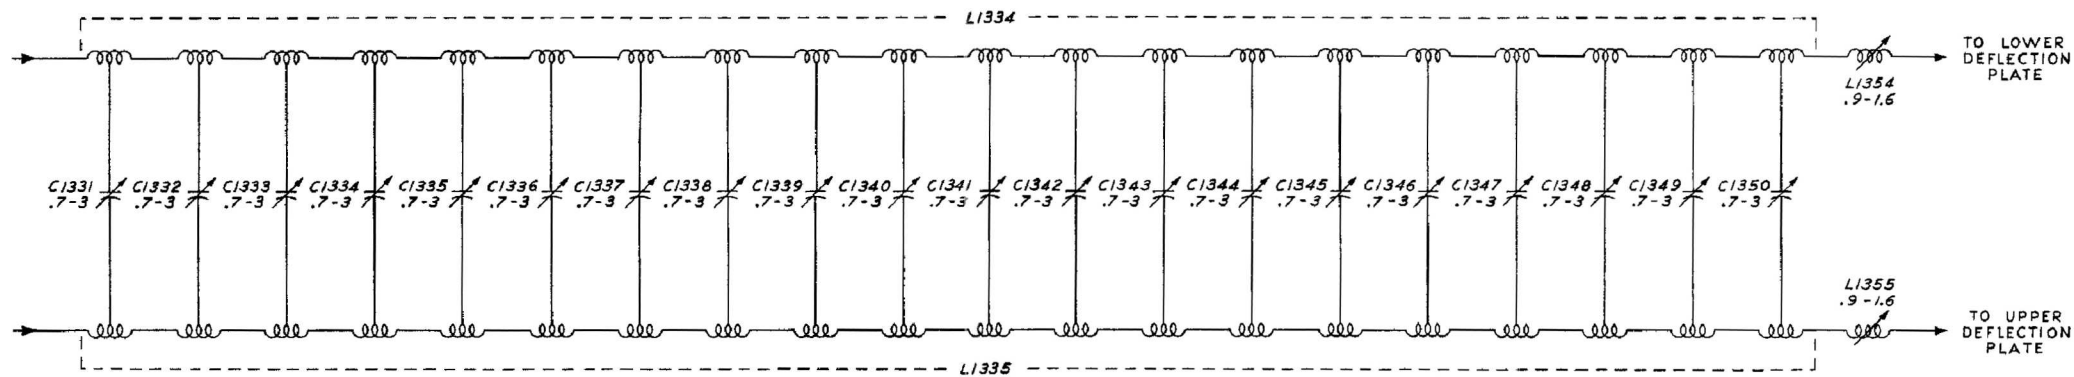 L1334
TO LOWER
DEFLECTION
PLATE
L1354
.9-1.6
C1331
.7-3
C1332
.7-3
C1333
.7-3
C1334
.7-3
C1335
.7-3
C1336
.7-3
C1337
.7-3
C1338
.7-3
C1339
.7-3
C1340
.7-3
C1341
.7-3
C1342
.7-3
C1343
.7-3
C1344
.7-3
C1345
.7-3
C1346
.7-3
C1347
.7-3
C1348
.7-3
C1349
.7-3
C1350
.7-3
L1355
.9-1.6
TO UPPER
DEFLECTION
PLATE
L1335